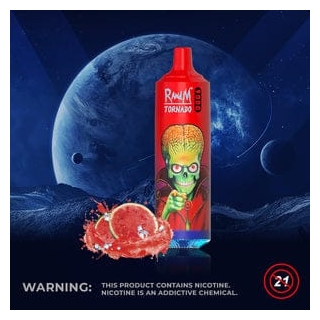 RandM
TORNADO
WARNING:
THIS PRODUCT CONTAINS NICOTINE.
NICOTINE IS AN ADDICTIVE CHEMICAL.
21